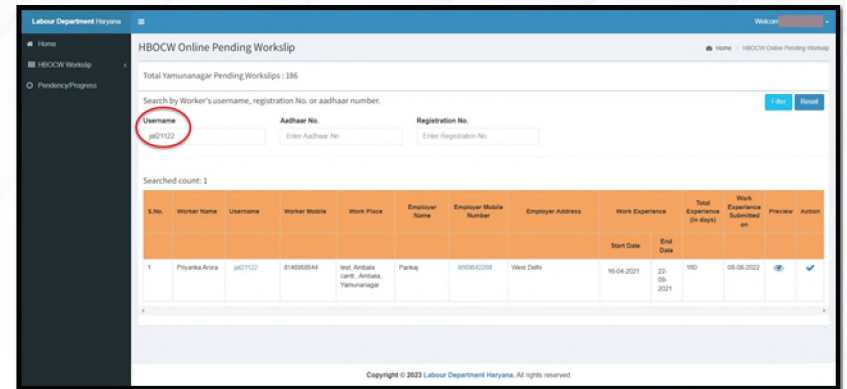 Labour Department Haryana
Welcom
Home
HBOCW Workslip
Pendency/Progress
HBOCW Online Pending Workslip
Home HBOCW Online Pending Workslip
Total Yamunanagar Pending Workslips : 186
Search by Worker's username, registration No. or aadhaar number.
Filter Reset
Username Aadhaar No. Registration No.
jatl21122 Enter Aadhaar No Enter Registration No
Searched count: 1
S.No. Worker Name Username Worker Mobile Work Place Employer Name Employer Mobile Number Employer Address Work Experience Total Experience (in days) Work Experience Submitted on Preview Action
Start Date End Date
1 Priyanka Arora 8146958544 test, Ambala cantt , Ambala, Yamunanagar Pankaj West Delhi 16-04-2021 22-09-2021 160 08-08-2022
Copyright © 2023 Labour Department Haryana. All rights reserved